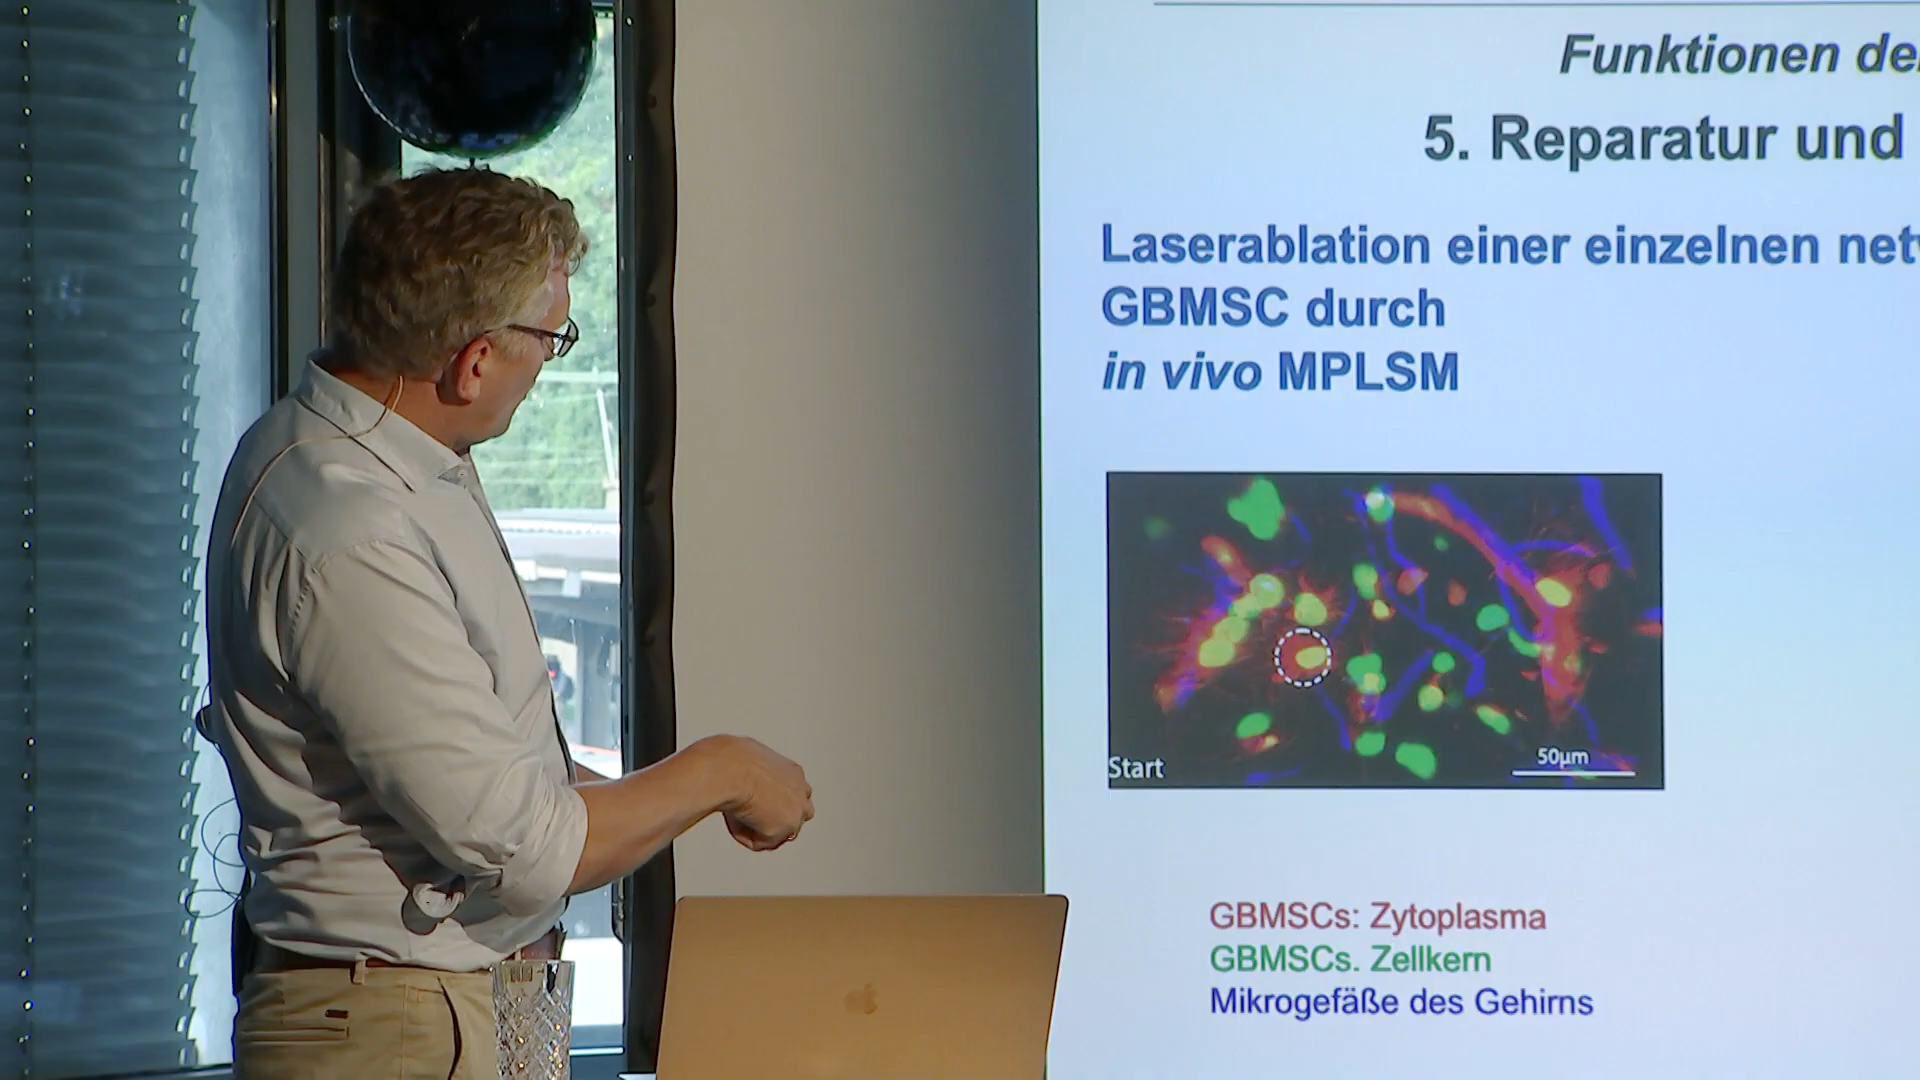 Funktionen de
5. Reparatur und
Laserablation einer einzelnen net
GBMSC durch
in vivo MPLSM
Start
50µm
GBMSCs: Zytoplasma
GBMSCs. Zellkern
Mikrogefäße des Gehirns